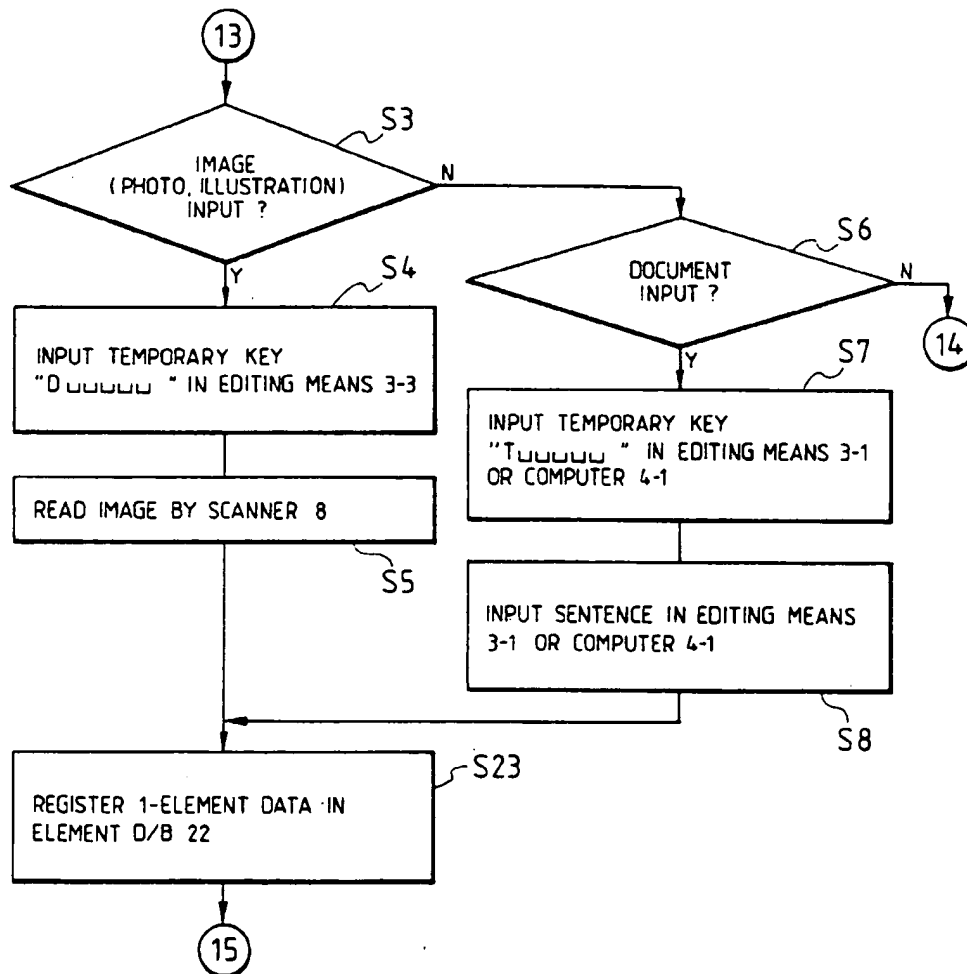 13
S3
IMAGE
(PHOTO, ILLUSTRATION)
INPUT ?
N
Y
S4
INPUT TEMPORARY KEY
"D␣␣␣␣␣ " IN EDITING MEANS 3-3
READ IMAGE BY SCANNER 8
S5
S6
DOCUMENT
INPUT ?
N
14
Y
S7
INPUT TEMPORARY KEY
"T␣␣␣␣␣ " IN EDITING MEANS 3-1
OR COMPUTER 4-1
INPUT SENTENCE IN EDITING MEANS
3-1 OR COMPUTER 4-1
S8
S23
REGISTER 1-ELEMENT DATA IN
ELEMENT D/B 22
15